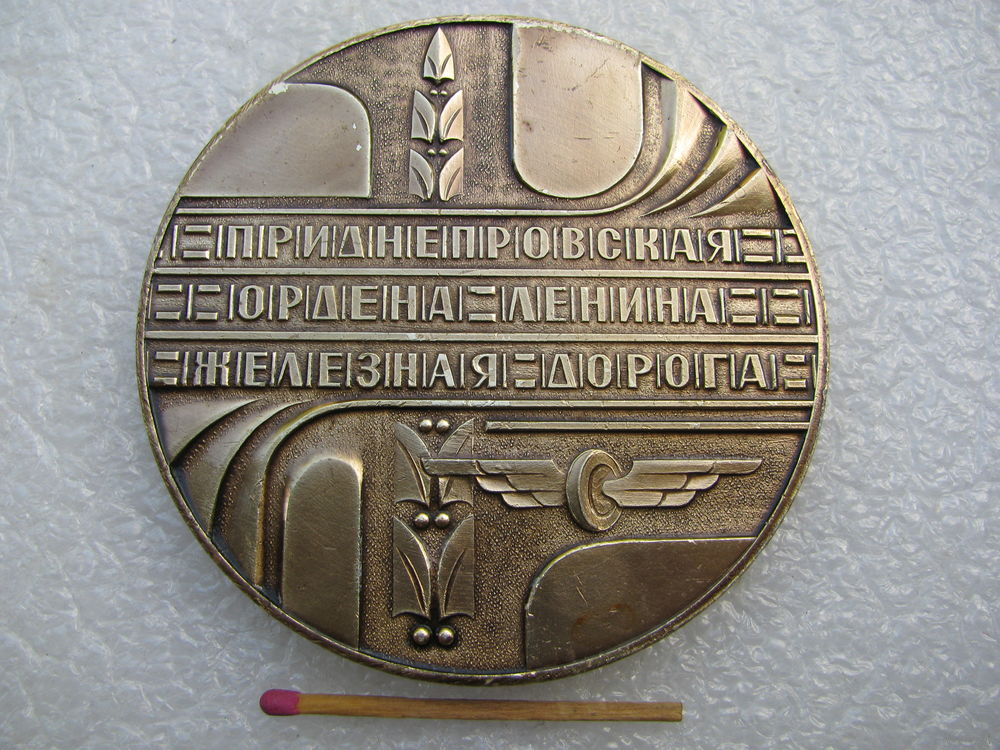 ПРИДНЕПРОВСКАЯ
ОРДЕНА ЛЕНИНА
ЖЕЛЕЗНАЯ ДОРОГА